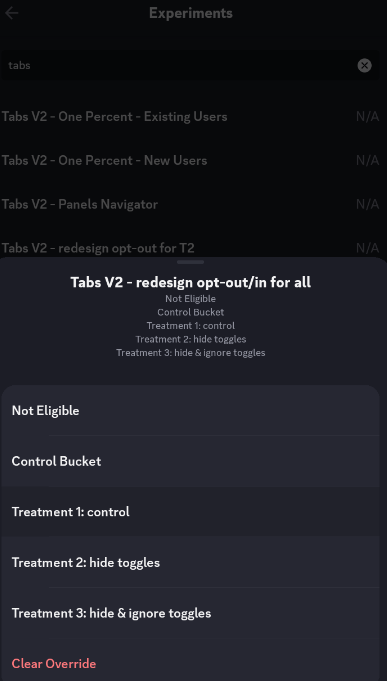 Experiments
tabs
Tabs V2 - One Percent - Existing Users N/A
Tabs V2 - One Percent - New Users N/A
Tabs V2 - Panels Navigator N/A
Tabs V2 - redesign opt-out for T2 N/A
Tabs V2 - redesign opt-out/in for all
Not Eligible
Control Bucket
Treatment 1: control
Treatment 2: hide toggles
Treatment 3: hide & ignore toggles
Not Eligible
Control Bucket
Treatment 1: control
Treatment 2: hide toggles
Treatment 3: hide & ignore toggles
Clear Override